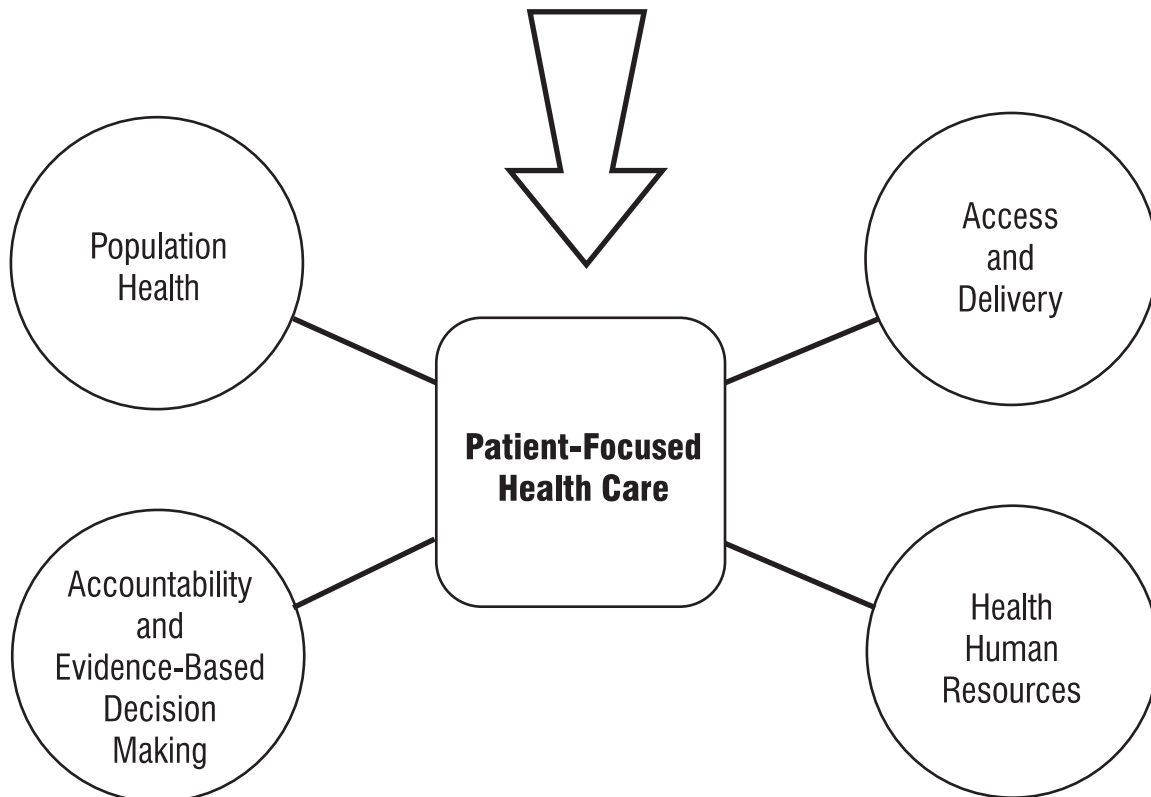 Population
Health
Access
and
Delivery
Patient-Focused
Health Care
Accountability
and
Evidence-Based
Decision
Making
Health
Human
Resources